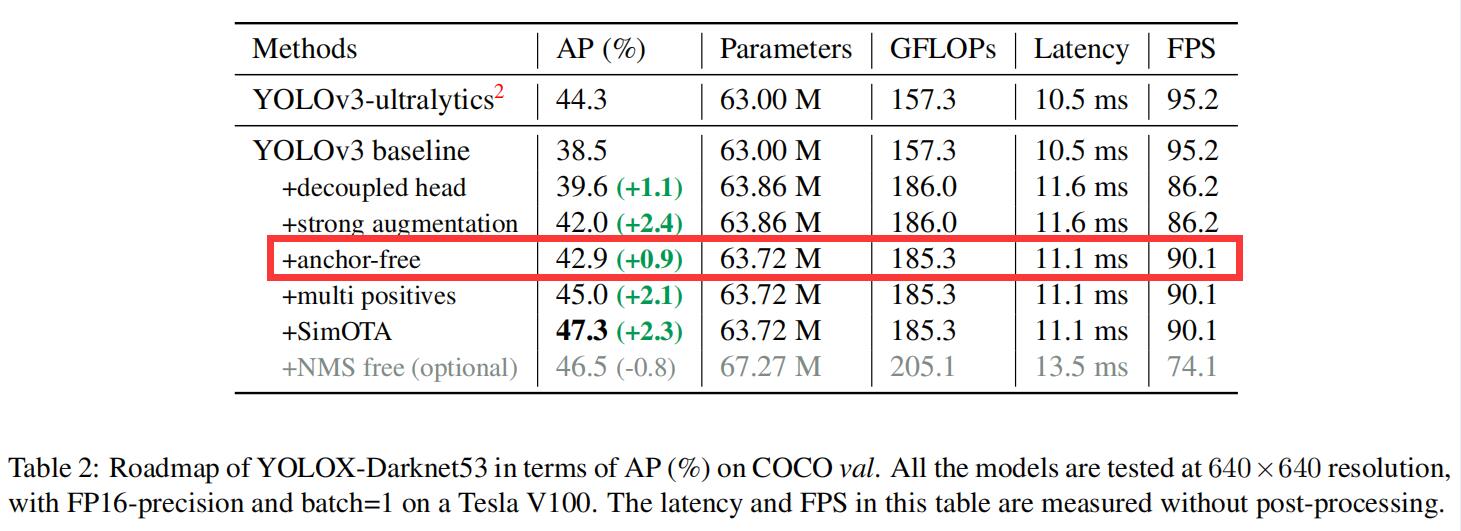 Methods AP (%) Parameters GFLOPs Latency FPS
YOLOv3-ultralytics2 44.3 63.00 M 157.3 10.5 ms 95.2
YOLOv3 baseline 38.5 63.00 M 157.3 10.5 ms 95.2
+decoupled head 39.6 (+1.1) 63.86 M 186.0 11.6 ms 86.2
+strong augmentation 42.0 (+2.4) 63.86 M 186.0 11.6 ms 86.2
+anchor-free 42.9 (+0.9) 63.72 M 185.3 11.1 ms 90.1
+multi positives 45.0 (+2.1) 63.72 M 185.3 11.1 ms 90.1
+SimOTA 47.3 (+2.3) 63.72 M 185.3 11.1 ms 90.1
+NMS free (optional) 46.5 (-0.8) 67.27 M 205.1 13.5 ms 74.1
Table 2: Roadmap of YOLOX-Darknet53 in terms of AP (%) on COCO val. All the models are tested at 640×640 resolution,
with FP16-precision and batch=1 on a Tesla V100. The latency and FPS in this table are measured without post-processing.